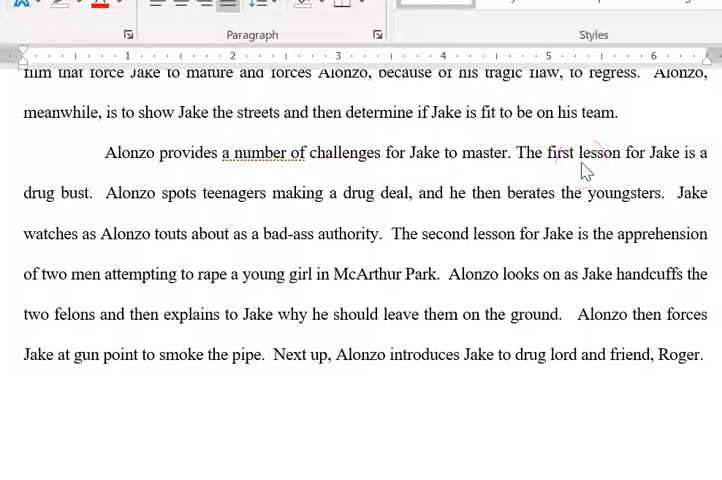 Paragraph
Styles
1 2 3 4 5 6
film that force Jake to mature and forces Alonzo, because of his tragic flaw, to regress. Alonzo,
meanwhile, is to show Jake the streets and then determine if Jake is fit to be on his team.
Alonzo provides a number of challenges for Jake to master. The first lesson for Jake is a
drug bust. Alonzo spots teenagers making a drug deal, and he then berates the youngsters. Jake
watches as Alonzo touts about as a bad-ass authority. The second lesson for Jake is the apprehension
of two men attempting to rape a young girl in McArthur Park. Alonzo looks on as Jake handcuffs the
two felons and then explains to Jake why he should leave them on the ground. Alonzo then forces
Jake at gun point to smoke the pipe. Next up, Alonzo introduces Jake to drug lord and friend, Roger.